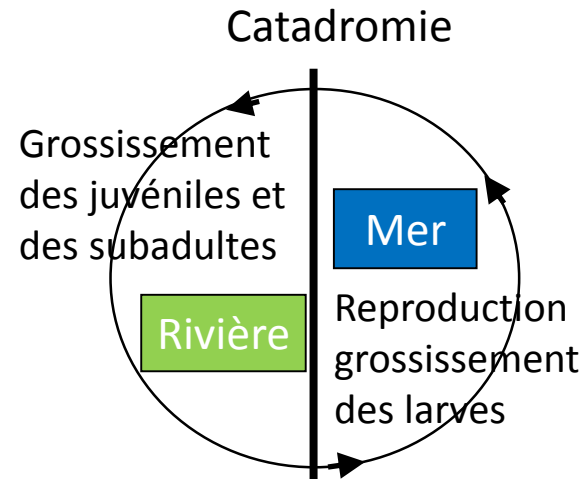 Catadromie
Grossissement
des juvéniles et
des subadultes
Mer
Rivière
Reproduction
grossissement
des larves